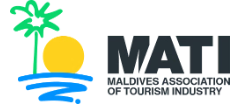 MATI
MALDIVES ASSOCIATION
OF TOURISM INDUSTRY